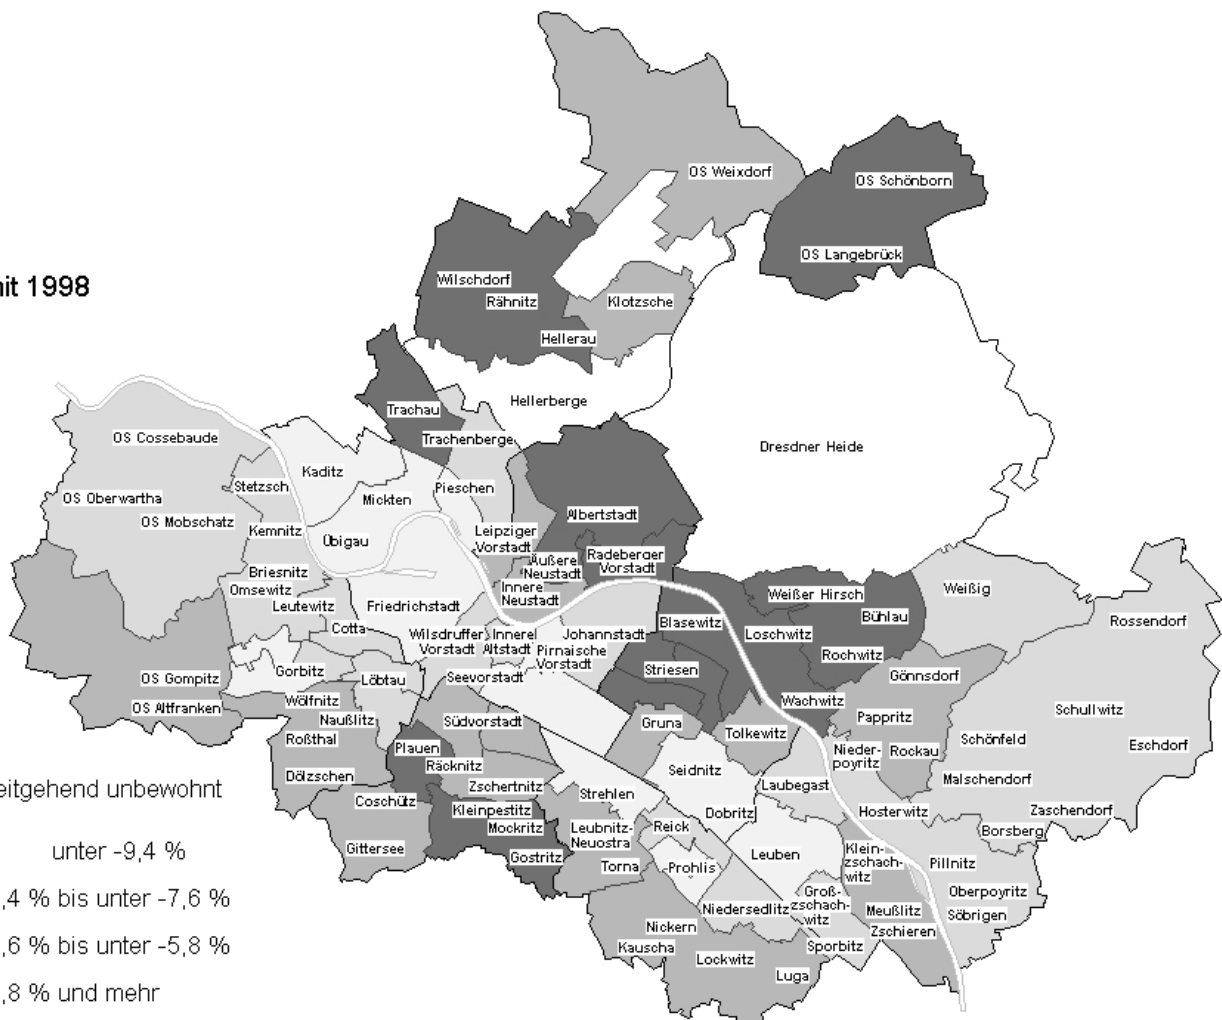 OS Weixdorf
OS Schönborn
OS Langebrück
Wilschdorf
Rähnitz
Klotzsche
Hellerau
nit 1998
Hellerberge
Trachau
Trachenberge
Dresdner Heide
OS Cossebaude
Kaditz
Stetzsch
Pieschen
Mickten
OS Oberwartha
OS Mobschatz
Albertstadt
Kemnitz
Übigau
Leipziger
Vorstadt
Äußere
Neustadt
Radeberger
Vorstadt
Briesnitz
Omsewitz
Leutewitz
Innere
Neustadt
Weißer Hirsch
Weißig
Friedrichstadt
Bühlau
Rossendorf
Cotta
Wilsdruffer
Vorstadt
Innere
Altstadt
Johannstadt
Pirnaische
Vorstadt
Blasewitz
Loschwitz
Rochwitz
Gorbitz
Löbtau
Seevorstadt
Striesen
Gönnsdorf
OS Gompitz
Wölfnitz
Wachwitz
OS Altfranken
Naußlitz
Südvorstadt
Gruna
Tolkewitz
Pappritz
Schullwitz
Roßthal
Plauen
Räcknitz
Nieder-
poyritz
Rockau
Schönfeld
Eschdorf
Dölzschen
Zschertnitz
Seidnitz
Laubegast
Malschendorf
eitgehend unbewohnt
Coschütz
Strehlen
Kleinpestitz
Mockritz
Dobritz
Hosterwitz
Zaschendorf
Leubnitz-
Neuostra
Reick
Borsberg
unter -9,4 %
Gittersee
Gostritz
Torna
Prohlis
Leuben
Klein-
zschach-
witz
Pillnitz
,4 % bis unter -7,6 %
Groß-
zschach-
witz
Oberpoyritz
Niedersedlitz
Meußlitz
Söbrigen
Nickern
Zschieren
,6 % bis unter -5,8 %
Kauscha
Sporbitz
Lockwitz
Luga
,8 % und mehr